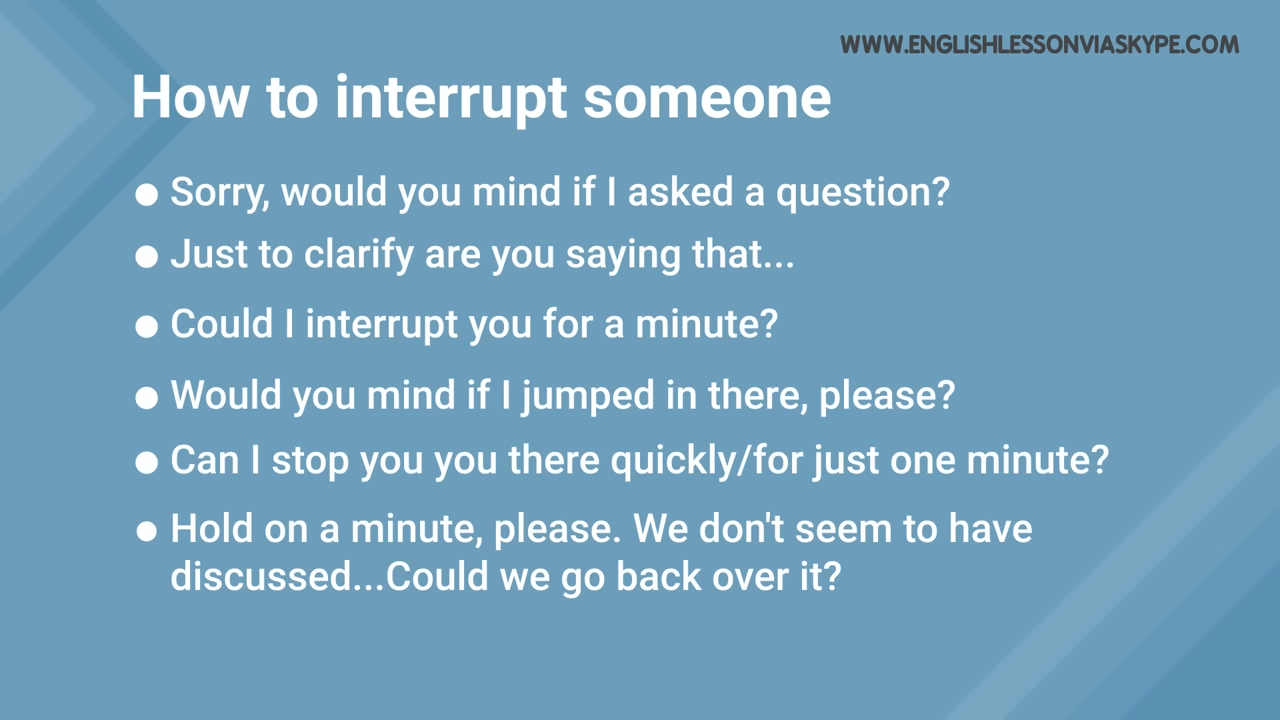 WWW.ENGLISHLESSONVIASKYPE.COM
How to interrupt someone
● Sorry, would you mind if I asked a question?
● Just to clarify are you saying that...
● Could I interrupt you for a minute?
● Would you mind if I jumped in there, please?
● Can I stop you you there quickly/for just one minute?
● Hold on a minute, please. We don't seem to have
discussed...Could we go back over it?